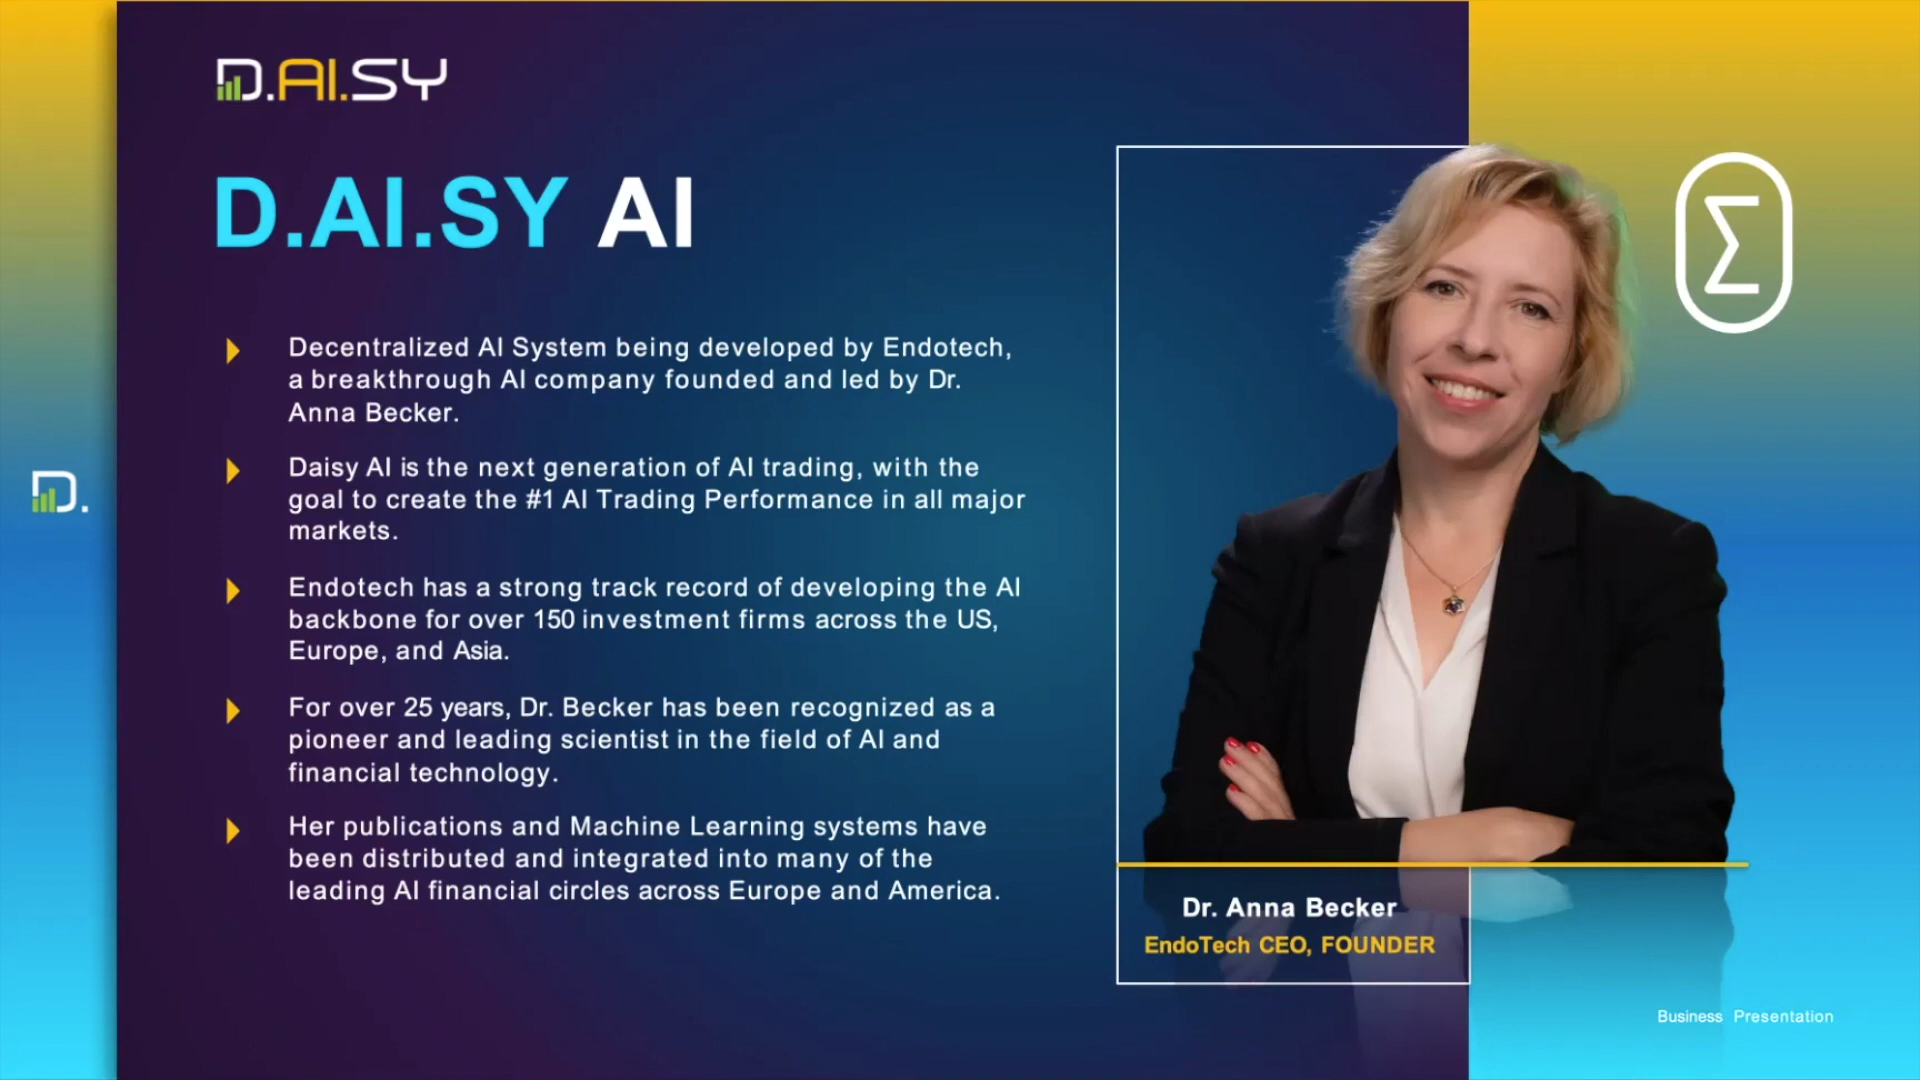 D.AI.SY
D.AI.SY AI
Decentralized AI System being developed by Endotech,
a breakthrough AI company founded and led by Dr.
Anna Becker.
Daisy AI is the next generation of AI trading, with the
goal to create the #1 AI Trading Performance in all major
markets.
Endotech has a strong track record of developing the AI
backbone for over 150 investment firms across the US,
Europe, and Asia.
For over 25 years, Dr. Becker has been recognized as a
pioneer and leading scientist in the field of AI and
financial technology.
Her publications and Machine Learning systems have
been distributed and integrated into many of the
leading AI financial circles across Europe and America.
D.
Σ
Dr. Anna Becker
EndoTech CEO, FOUNDER
Business Presentation